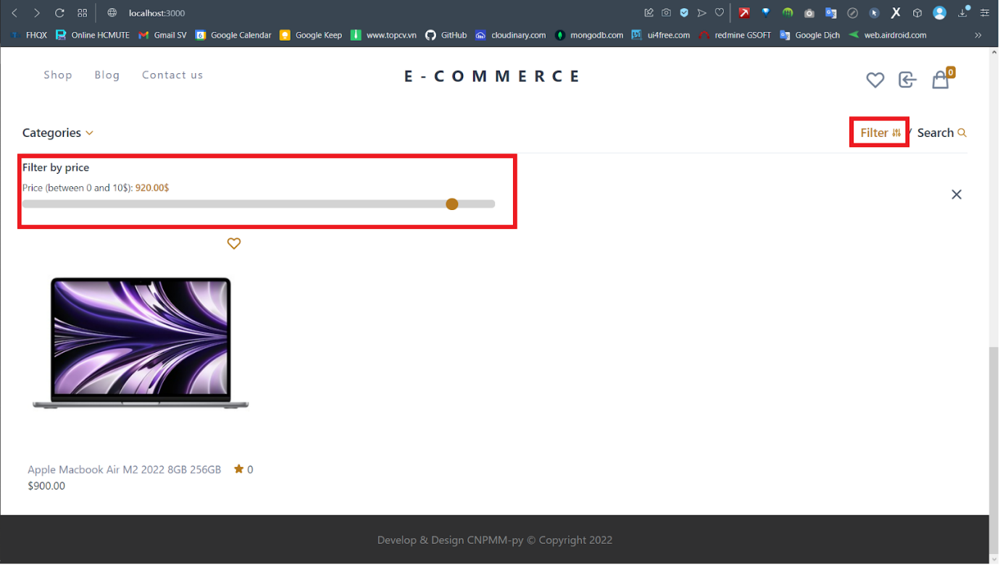 localhost:3000
FHQX Online HCMUTE Gmail SV 6 Google Calendar Google Keep www.topcv.vn GitHub cloudinary.com mongodb.com ui4free.com redmine GSOFT Google Dịch web.airdroid.com »
Shop Blog Contact us E-COMMERCE 0
Categories Filter / Search
Filter by price
Price (between 0 and 10$): 920.00$
Apple Macbook Air M2 2022 8GB 256GB 0
$900.00
Develop & Design CNPMM-py © Copyright 2022